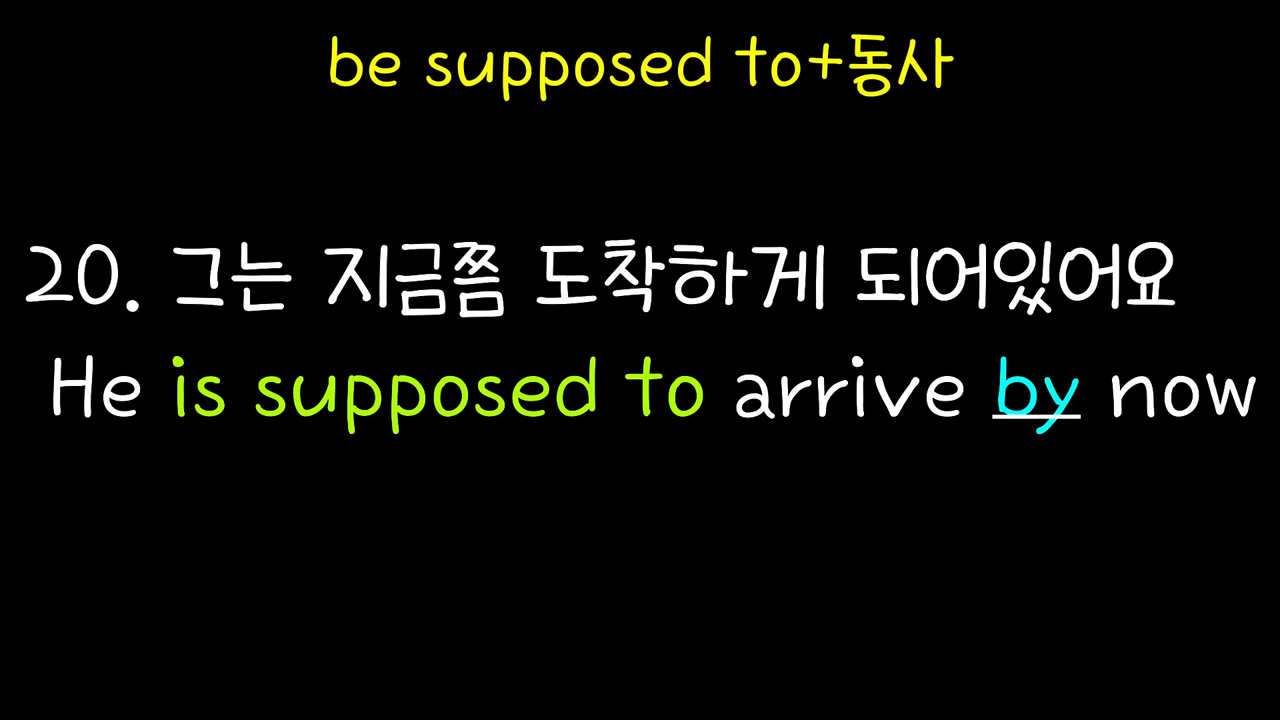 be supposed to+동사
20. 그는 지금쯤 도착하게 되어있어요
He is supposed to arrive by now